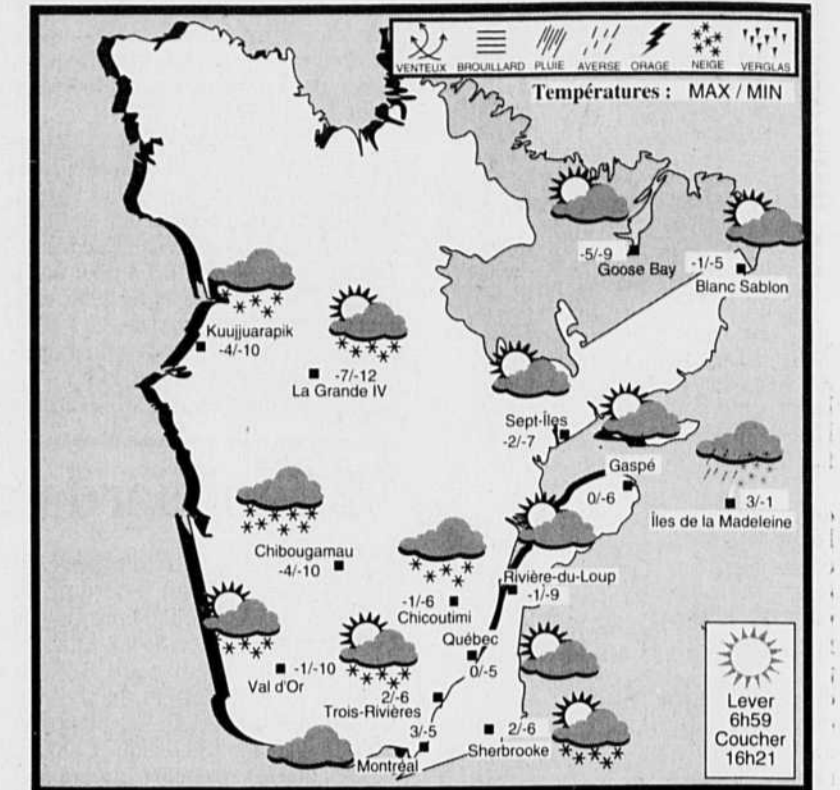 VENTEUX BROUILLARD PLUIE AVERSE ORAGE NEIGE VERGLAS
Températures : MAX / MIN
-5/-9
Goose Bay
-1/-5
Blanc Sablon
Kuujjuarapik
-4/-10
-7/-12
La Grande IV
Sept-Îles
-2/-7
Gaspé
0/-6
3/-1
Îles de la Madeleine
Chibougamau
-4/-10
Rivière-du-Loup
-1/-9
-1/-6
Chicoutimi
Québec
0/-5
-1/-10
Val d'Or
2/-6
Trois-Rivières
3/-5
Montréal
2/-6
Sherbrooke
Lever
6h59
Coucher
16h21